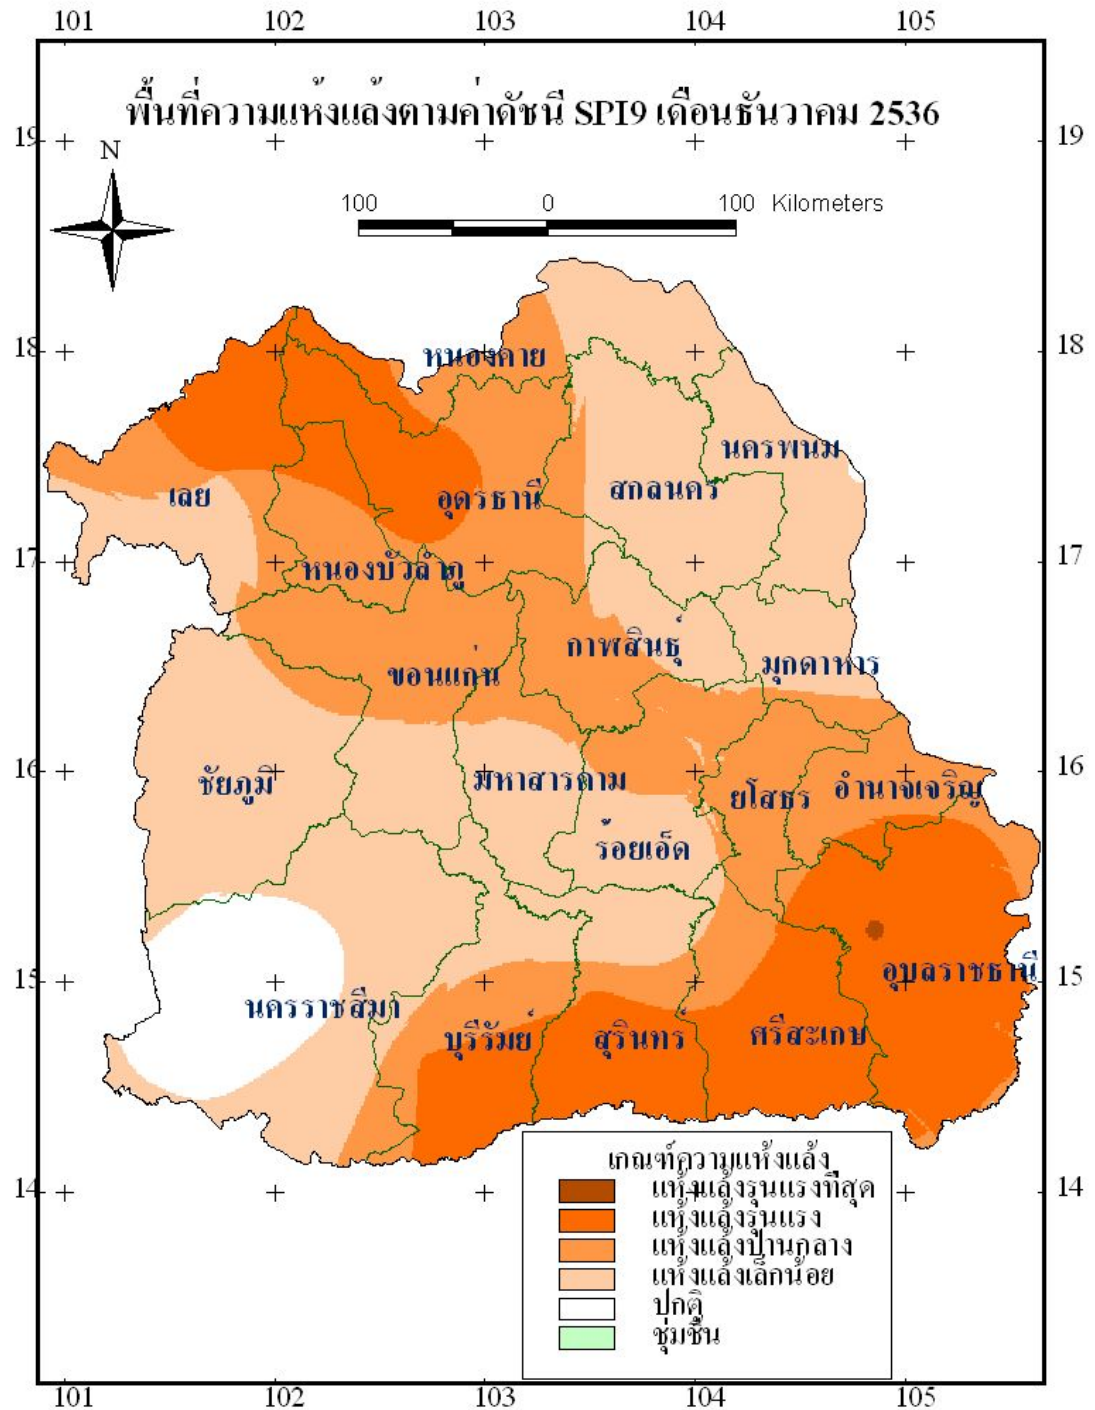 101 102 103 104 105
พื้นที่ความแห้งแล้งตามค่าดัชนี SPI9 เดือนธันวาคม 2536
19 19
N
100 0 100 Kilometers
18 18
หนองคาย
นครพนม
เลย อุดรธานี สกลนคร
17 17
หนองบัวลำภู
กาฬสินธุ์
ขอนแก่น มุกดาหาร
16 16
ชัยภูมิ มหาสารคาม ยโสธร อำนาจเจริญ
ร้อยเอ็ด
15 15
อุบลราชธานี
นครราชสีมา
บุรีรัมย์ สุรินทร์ ศรีสะเกษ
เกณฑ์ความแห้งแล้ง
14 14
แห้งแล้งรุนแรงที่สุด
แห้งแล้งรุนแรง
แห้งแล้งปานกลาง
แห้งแล้งเล็กน้อย
ปกติ
ชุ่มชื้น
101 102 103 104 105